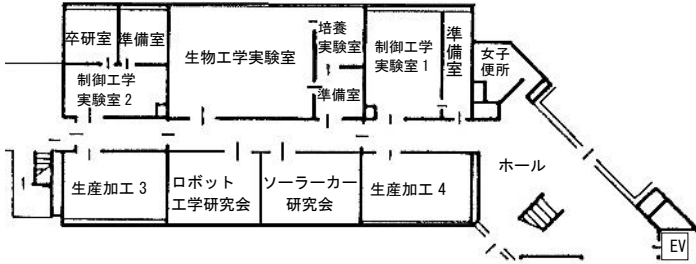 卒研室
準備室
生物工学実験室
培養
実験室
制御工学
実験室1
準備室
女子
便所
制御工学
実験室2
準備室
生産加工3
ロボット
工学研究会
ソーラーカー
研究会
生産加工4
ホール
EV